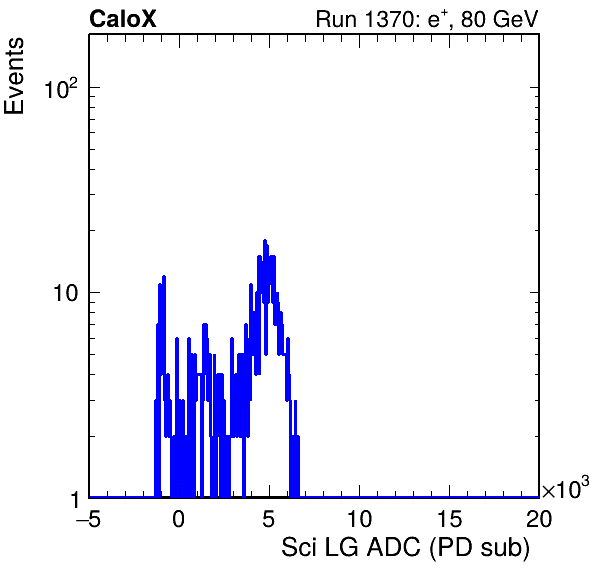 CaloX Run 1370: e⁺, 80 GeV
Events
10²
10
1
−5 0 5 10 15 20
×10³
Sci LG ADC (PD sub)